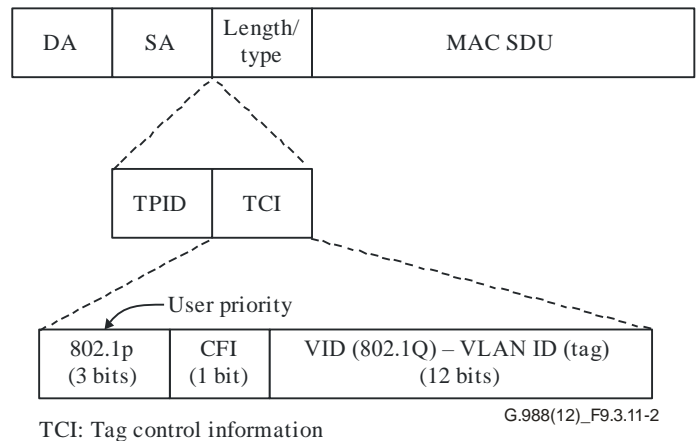 DA SA Length/ type MAC SDU
TPID TCI
User priority
802.1p (3 bits) CFI (1 bit) VID (802.1Q) – VLAN ID (tag) (12 bits)
G.988(12)_F9.3.11-2
TCI: Tag control information